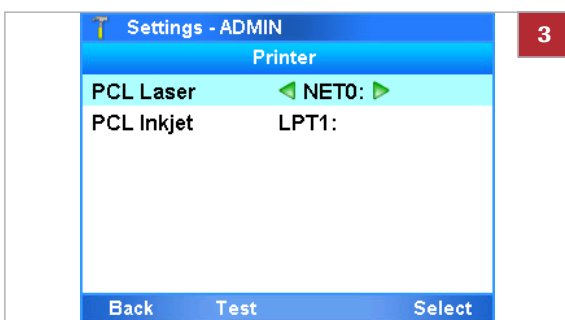 Settings - ADMIN
3
Printer
PCL Laser NET0:
PCL Inkjet LPT1:
Back Test Select